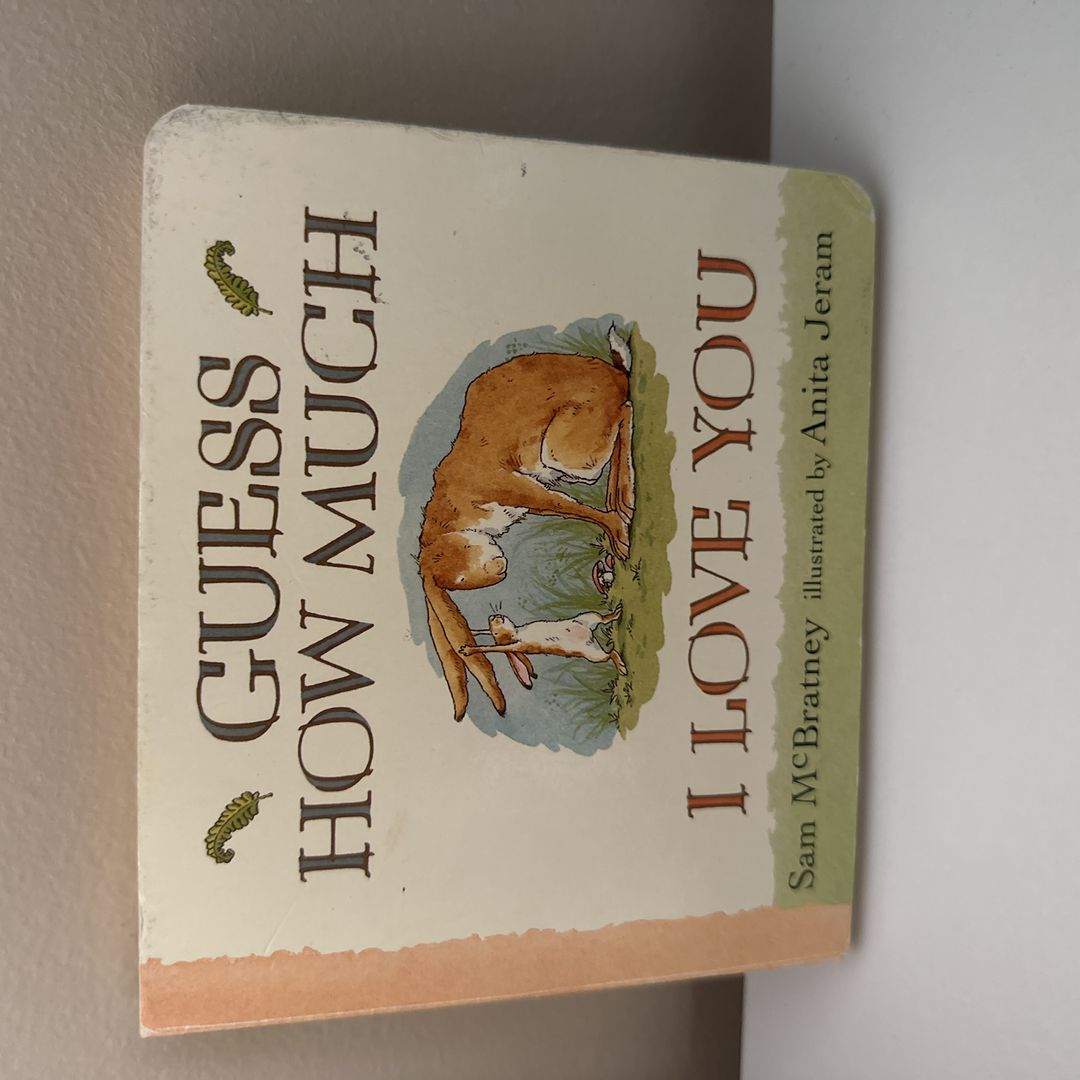 GUESS
HOW MUCH
I LOVE YOU
Sam McBratney illustrated by Anita Jeram